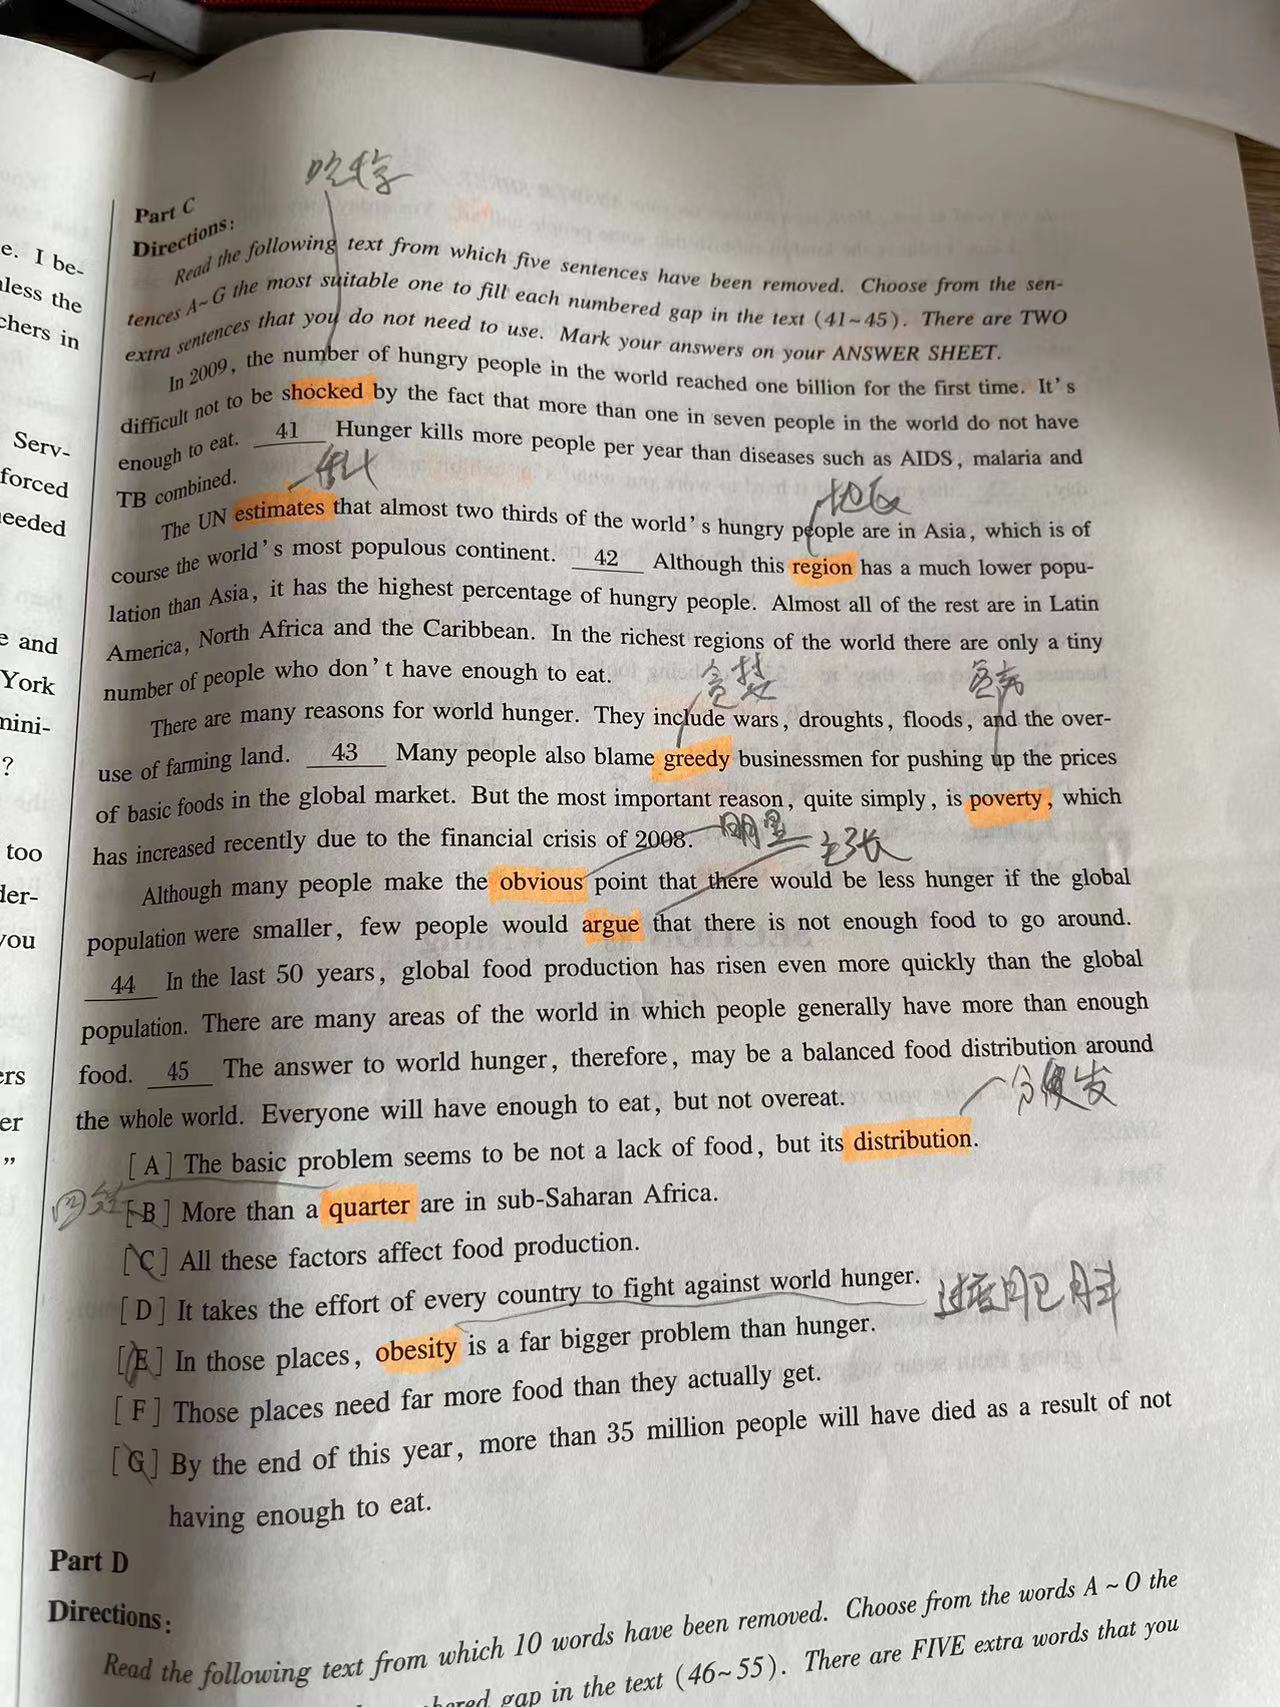 吃惊
Part C
Directions:
Read the following text from which five sentences have been removed. Choose from the sen-
tences A~G the most suitable one to fill each numbered gap in the text (41~45). There are TWO
extra sentences that you do not need to use. Mark your answers on your ANSWER SHEET.
In 2009, the number of hungry people in the world reached one billion for the first time. It's
difficult not to be shocked by the fact that more than one in seven people in the world do not have
enough to eat. 41 Hunger kills more people per year than diseases such as AIDS, malaria and
TB combined.
估计
地区
The UN estimates that almost two thirds of the world's hungry people are in Asia, which is of
course the world's most populous continent. 42 Although this region has a much lower popu-
lation than Asia, it has the highest percentage of hungry people. Almost all of the rest are in Latin
America, North Africa and the Caribbean. In the richest regions of the world there are only a tiny
number of people who don't have enough to eat.
贪婪
There are many reasons for world hunger. They include wars, droughts, floods, and the over-
use of farming land. 43 Many people also blame greedy businessmen for pushing up the prices
of basic foods in the global market. But the most important reason, quite simply, is poverty, which
has increased recently due to the financial crisis of 2008.
明显
主张
Although many people make the obvious point that there would be less hunger if the global
population were smaller, few people would argue that there is not enough food to go around.
44 In the last 50 years, global food production has risen even more quickly than the global
population. There are many areas of the world in which people generally have more than enough
food. 45 The answer to world hunger, therefore, may be a balanced food distribution around
the whole world. Everyone will have enough to eat, but not overeat.
[A] The basic problem seems to be not a lack of food, but its distribution.
[B] More than a quarter are in sub-Saharan Africa.
[C] All these factors affect food production.
[D] It takes the effort of every country to fight against world hunger.
过度肥胖
[E] In those places, obesity is a far bigger problem than hunger.
[F] Those places need far more food than they actually get.
[G] By the end of this year, more than 35 million people will have died as a result of not
having enough to eat.
Part D
Directions:
Read the following text from which 10 words have been removed. Choose from the words A~O the
gap in the text (46~55). There are FIVE extra words that you
e. I be-
less the
chers in
Serv-
forced
needed
e and
York
mini-
?
too
der-
you
ers
er
"